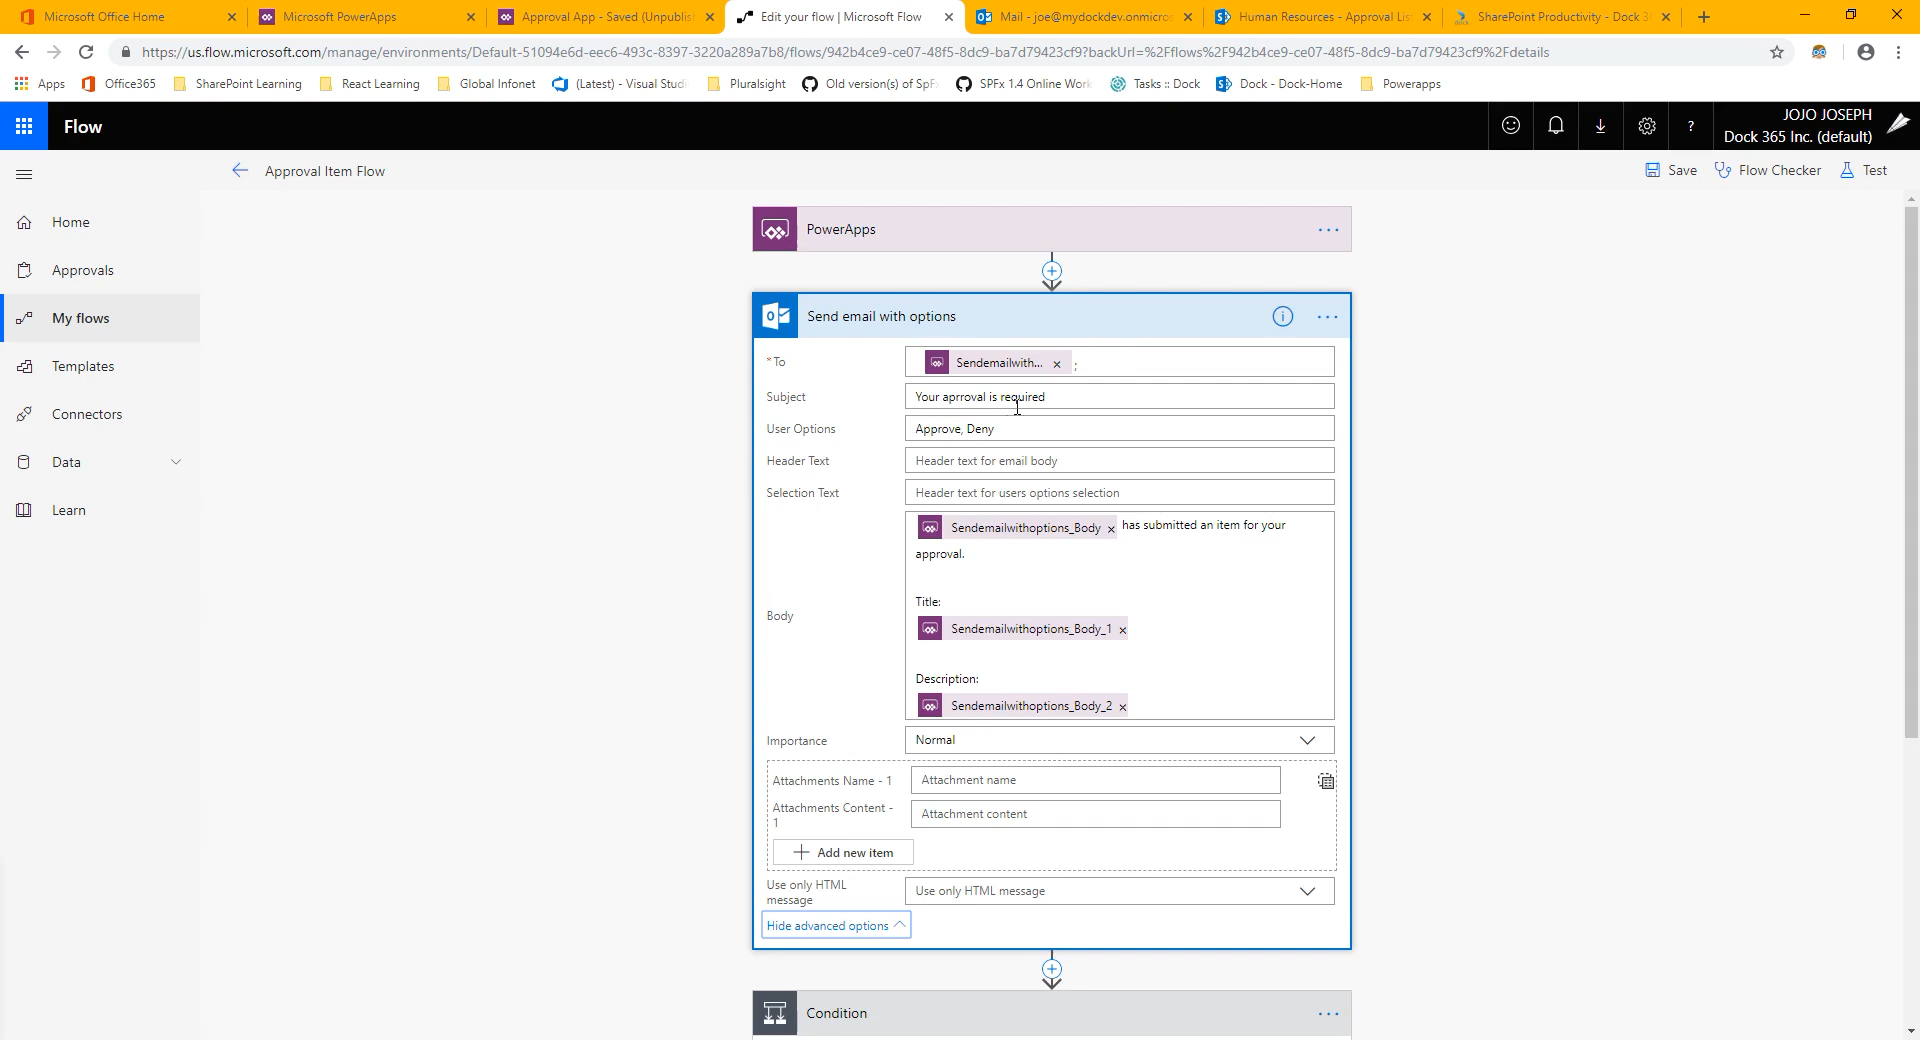 Microsoft Office Home
Microsoft PowerApps
Approval App - Saved (Unpublis
Edit your flow | Microsoft Flow
Mail - joe@mydockdev.onmicros
Human Resources - Approval Lis
SharePoint Productivity - Dock 3
https://us.flow.microsoft.com/manage/environments/Default-51094e6d-eec6-493c-8397-3220a289a7b8/flows/942b4ce9-ce07-48f5-8dc9-ba7d79423cf9?backUrl=%2Fflows%2F942b4ce9-ce07-48f5-8dc9-ba7d79423cf9%2Fdetails
Apps
Office365
SharePoint Learning
React Learning
Global Infonet
(Latest) - Visual Studi
Pluralsight
Old version(s) of SpFx
SPFx 1.4 Online Work
Tasks :: Dock
Dock - Dock-Home
Powerapps
Flow
?
JOJO JOSEPH
Dock 365 Inc. (default)
Approval Item Flow
Save
Flow Checker
Test
Home
Approvals
My flows
Templates
Connectors
Data
Learn
PowerApps
Send email with options
* To
Sendemailwith... ;
Subject
Your aprroval is required
User Options
Approve, Deny
Header Text
Header text for email body
Selection Text
Header text for users options selection
Body
Sendemailwithoptions_Body has submitted an item for your
approval.
Title:
Sendemailwithoptions_Body_1
Description:
Sendemailwithoptions_Body_2
Importance
Normal
Attachments Name - 1
Attachment name
Attachments Content -
1
Attachment content
Add new item
Use only HTML
message
Use only HTML message
Hide advanced options
Condition